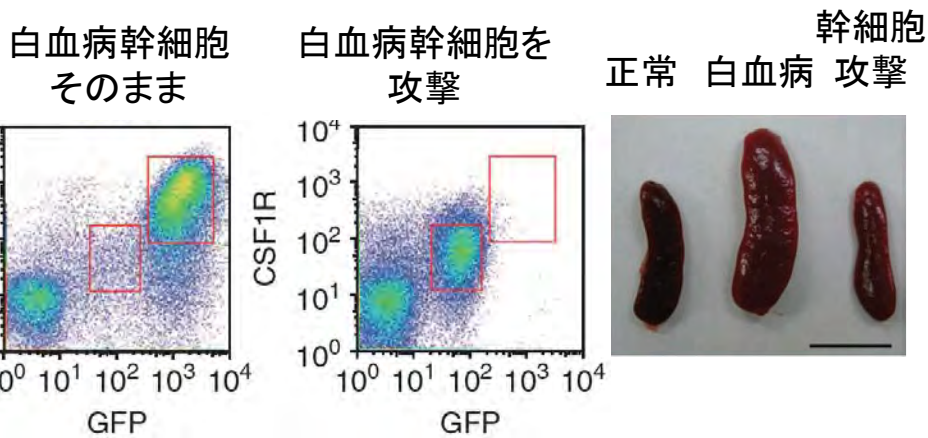 白血病幹細胞
そのまま
白血病幹細胞を
攻撃
正常 白血病 幹細胞
攻撃
CSF1R
10⁴
10³
10²
10¹
10⁰
10⁰ 10¹ 10² 10³ 10⁴
GFP
10⁰ 10¹ 10² 10³ 10⁴
GFP